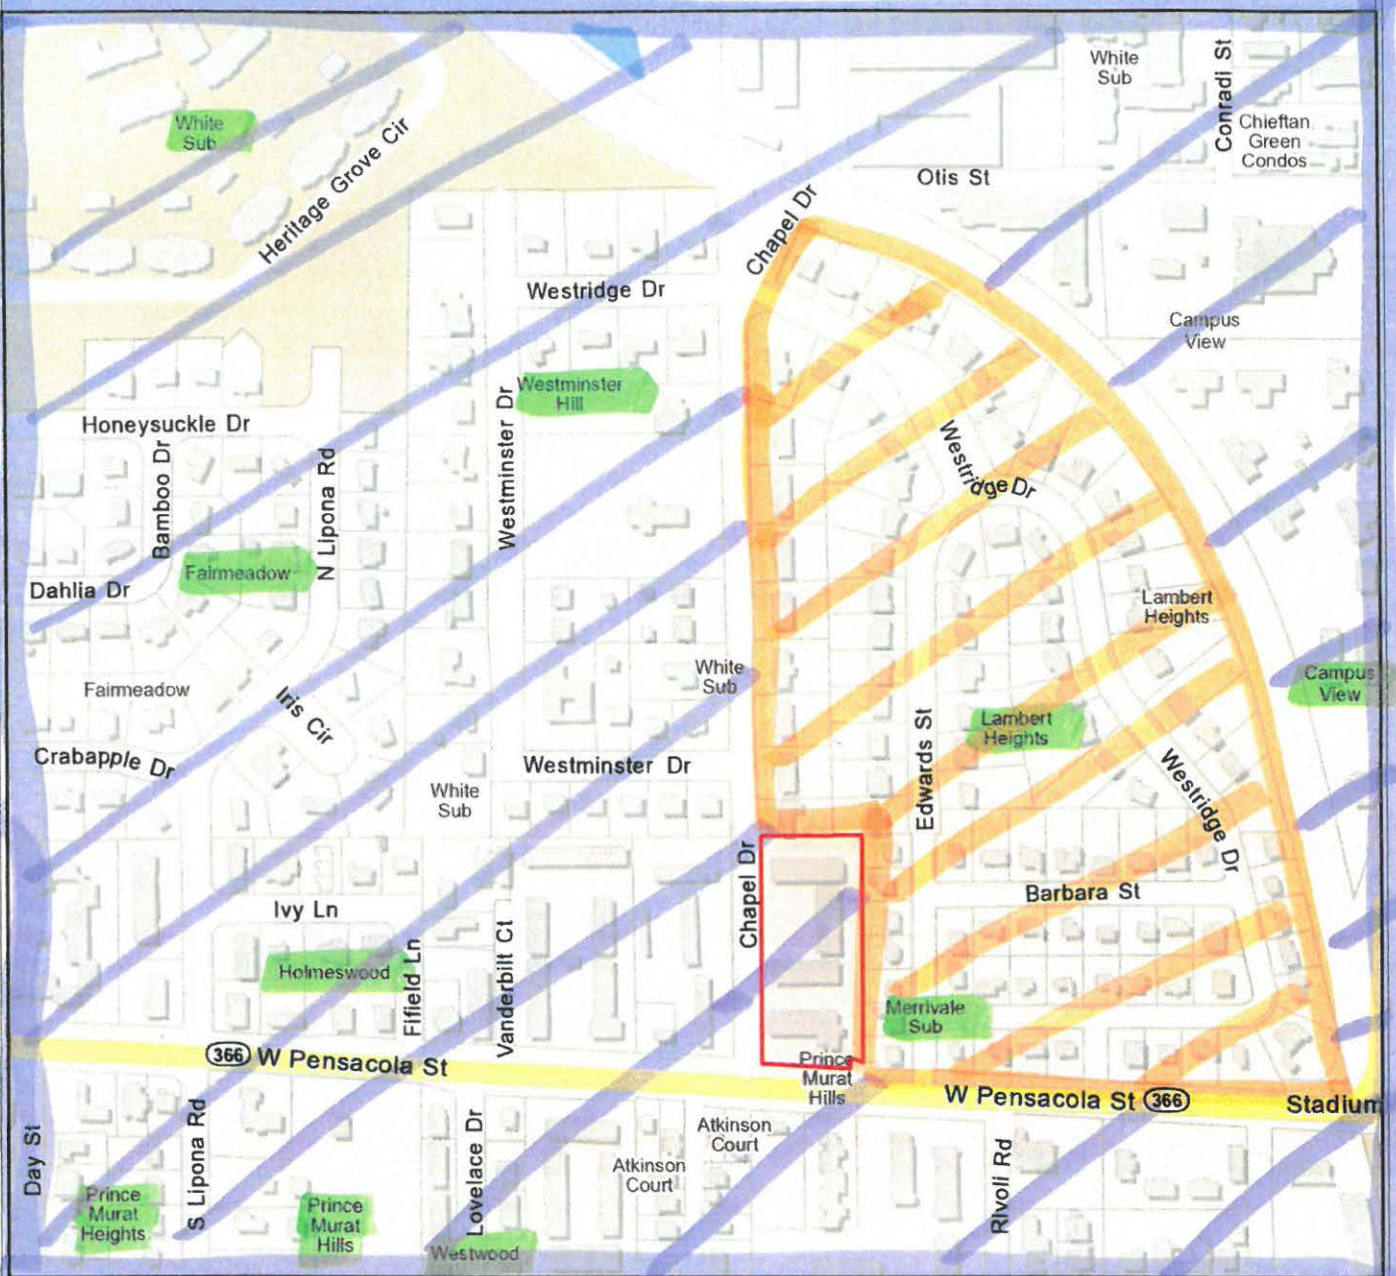 White
Sub
Conradi St
White
Sub
Chieftan
Green
Condos
Heritage Grove Cir
Otis St
Chapel Dr
Westridge Dr
Campus
View
Westminster
Hill
Westminster Dr
Honeysuckle Dr
Bamboo Dr
N Lipona Rd
Westridge Dr
Fairmeadow
Dahlia Dr
Lambert
Heights
White
Sub
Campus
View
Fairmeadow
Iris Cir
Lambert
Heights
Edwards St
Crabapple Dr
Westminster Dr
Westridge Dr
White
Sub
Chapel Dr
Barbara St
Ivy Ln
Vanderbilt Ct
Fifield Ln
Holmeswood
Merrivale
Sub
366 W Pensacola St
Prince
Murat
Hills
W Pensacola St 366
Stadium
Day St
S Lipona Rd
Lovelace Dr
Atkinson
Court
Atkinson
Court
Rivoli Rd
Prince
Murat
Heights
Prince
Murat
Hills
Westwood